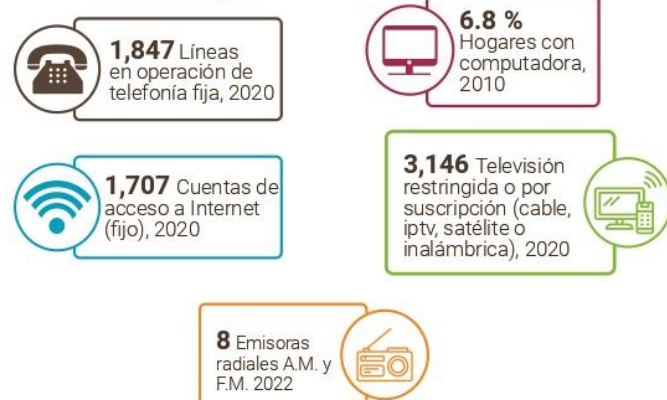 1,847 Líneas
en operación de
telefonía fija, 2020
6.8 %
Hogares con
computadora,
2010
1,707 Cuentas de
acceso a Internet
(fijo), 2020
3,146 Televisión
restringida o por
suscripción (cable,
iptv, satélite o
inalámbrica), 2020
8 Emisoras
radiales A.M. y
F.M. 2022